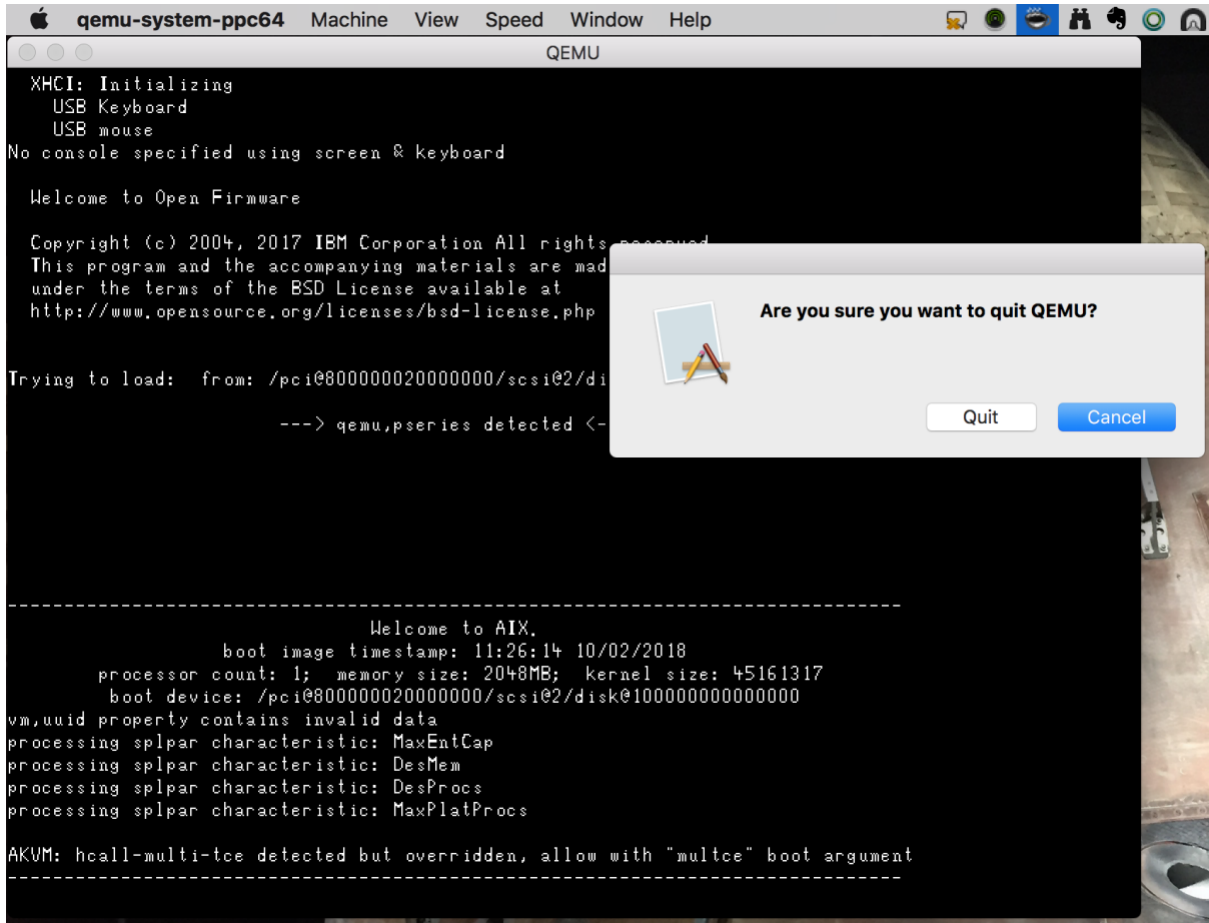 qemu-system-ppc64 Machine View Speed Window Help
QEMU
XHCI: Initializing
USB Keyboard
USB mouse
No console specified using screen & keyboard
Welcome to Open Firmware
Copyright (c) 2004, 2017 IBM Corporation All rights
This program and the accompanying materials are mad
under the terms of the BSD License available at
http://www.opensource.org/licenses/bsd-license.php
Trying to load:  from: /pci@800000020000000/scsi@2/di
---> qemu,pseries detected <-
Are you sure you want to quit QEMU?
Quit Cancel
Welcome to AIX.
boot image timestamp: 11:26:14 10/02/2018
processor count: 1;  memory size: 2048MB;  kernel size: 45161317
boot device: /pci@800000020000000/scsi@2/disk@100000000000000
vm,uuid property contains invalid data
processing splpar characteristic: MaxEntCap
processing splpar characteristic: DesMem
processing splpar characteristic: DesProcs
processing splpar characteristic: MaxPlatProcs
AKVM: hcall-multi-tce detected but overridden, allow with "multce" boot argument